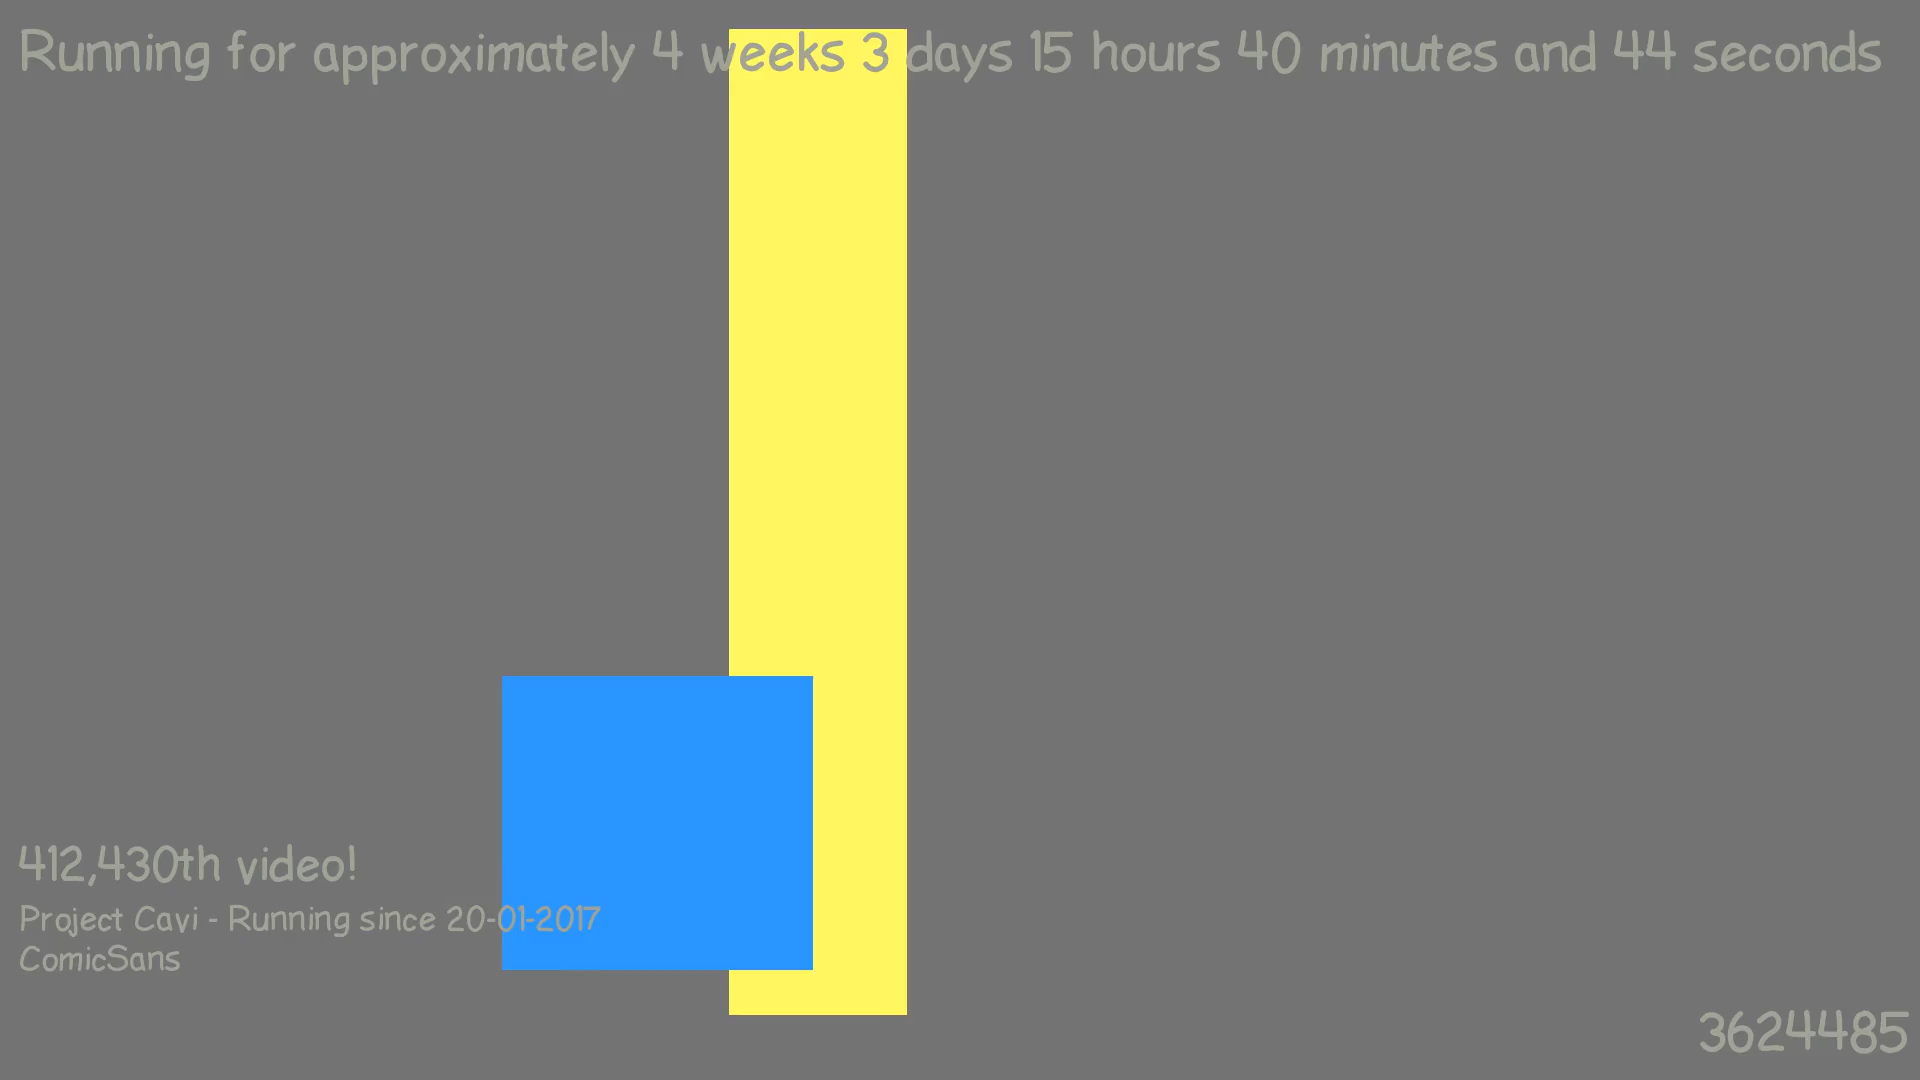 Running for approximately 4 weeks 3 days 15 hours 40 minutes and 44 seconds
412,430th video!
Project Cavi - Running since 20-01-2017
ComicSans
3624485